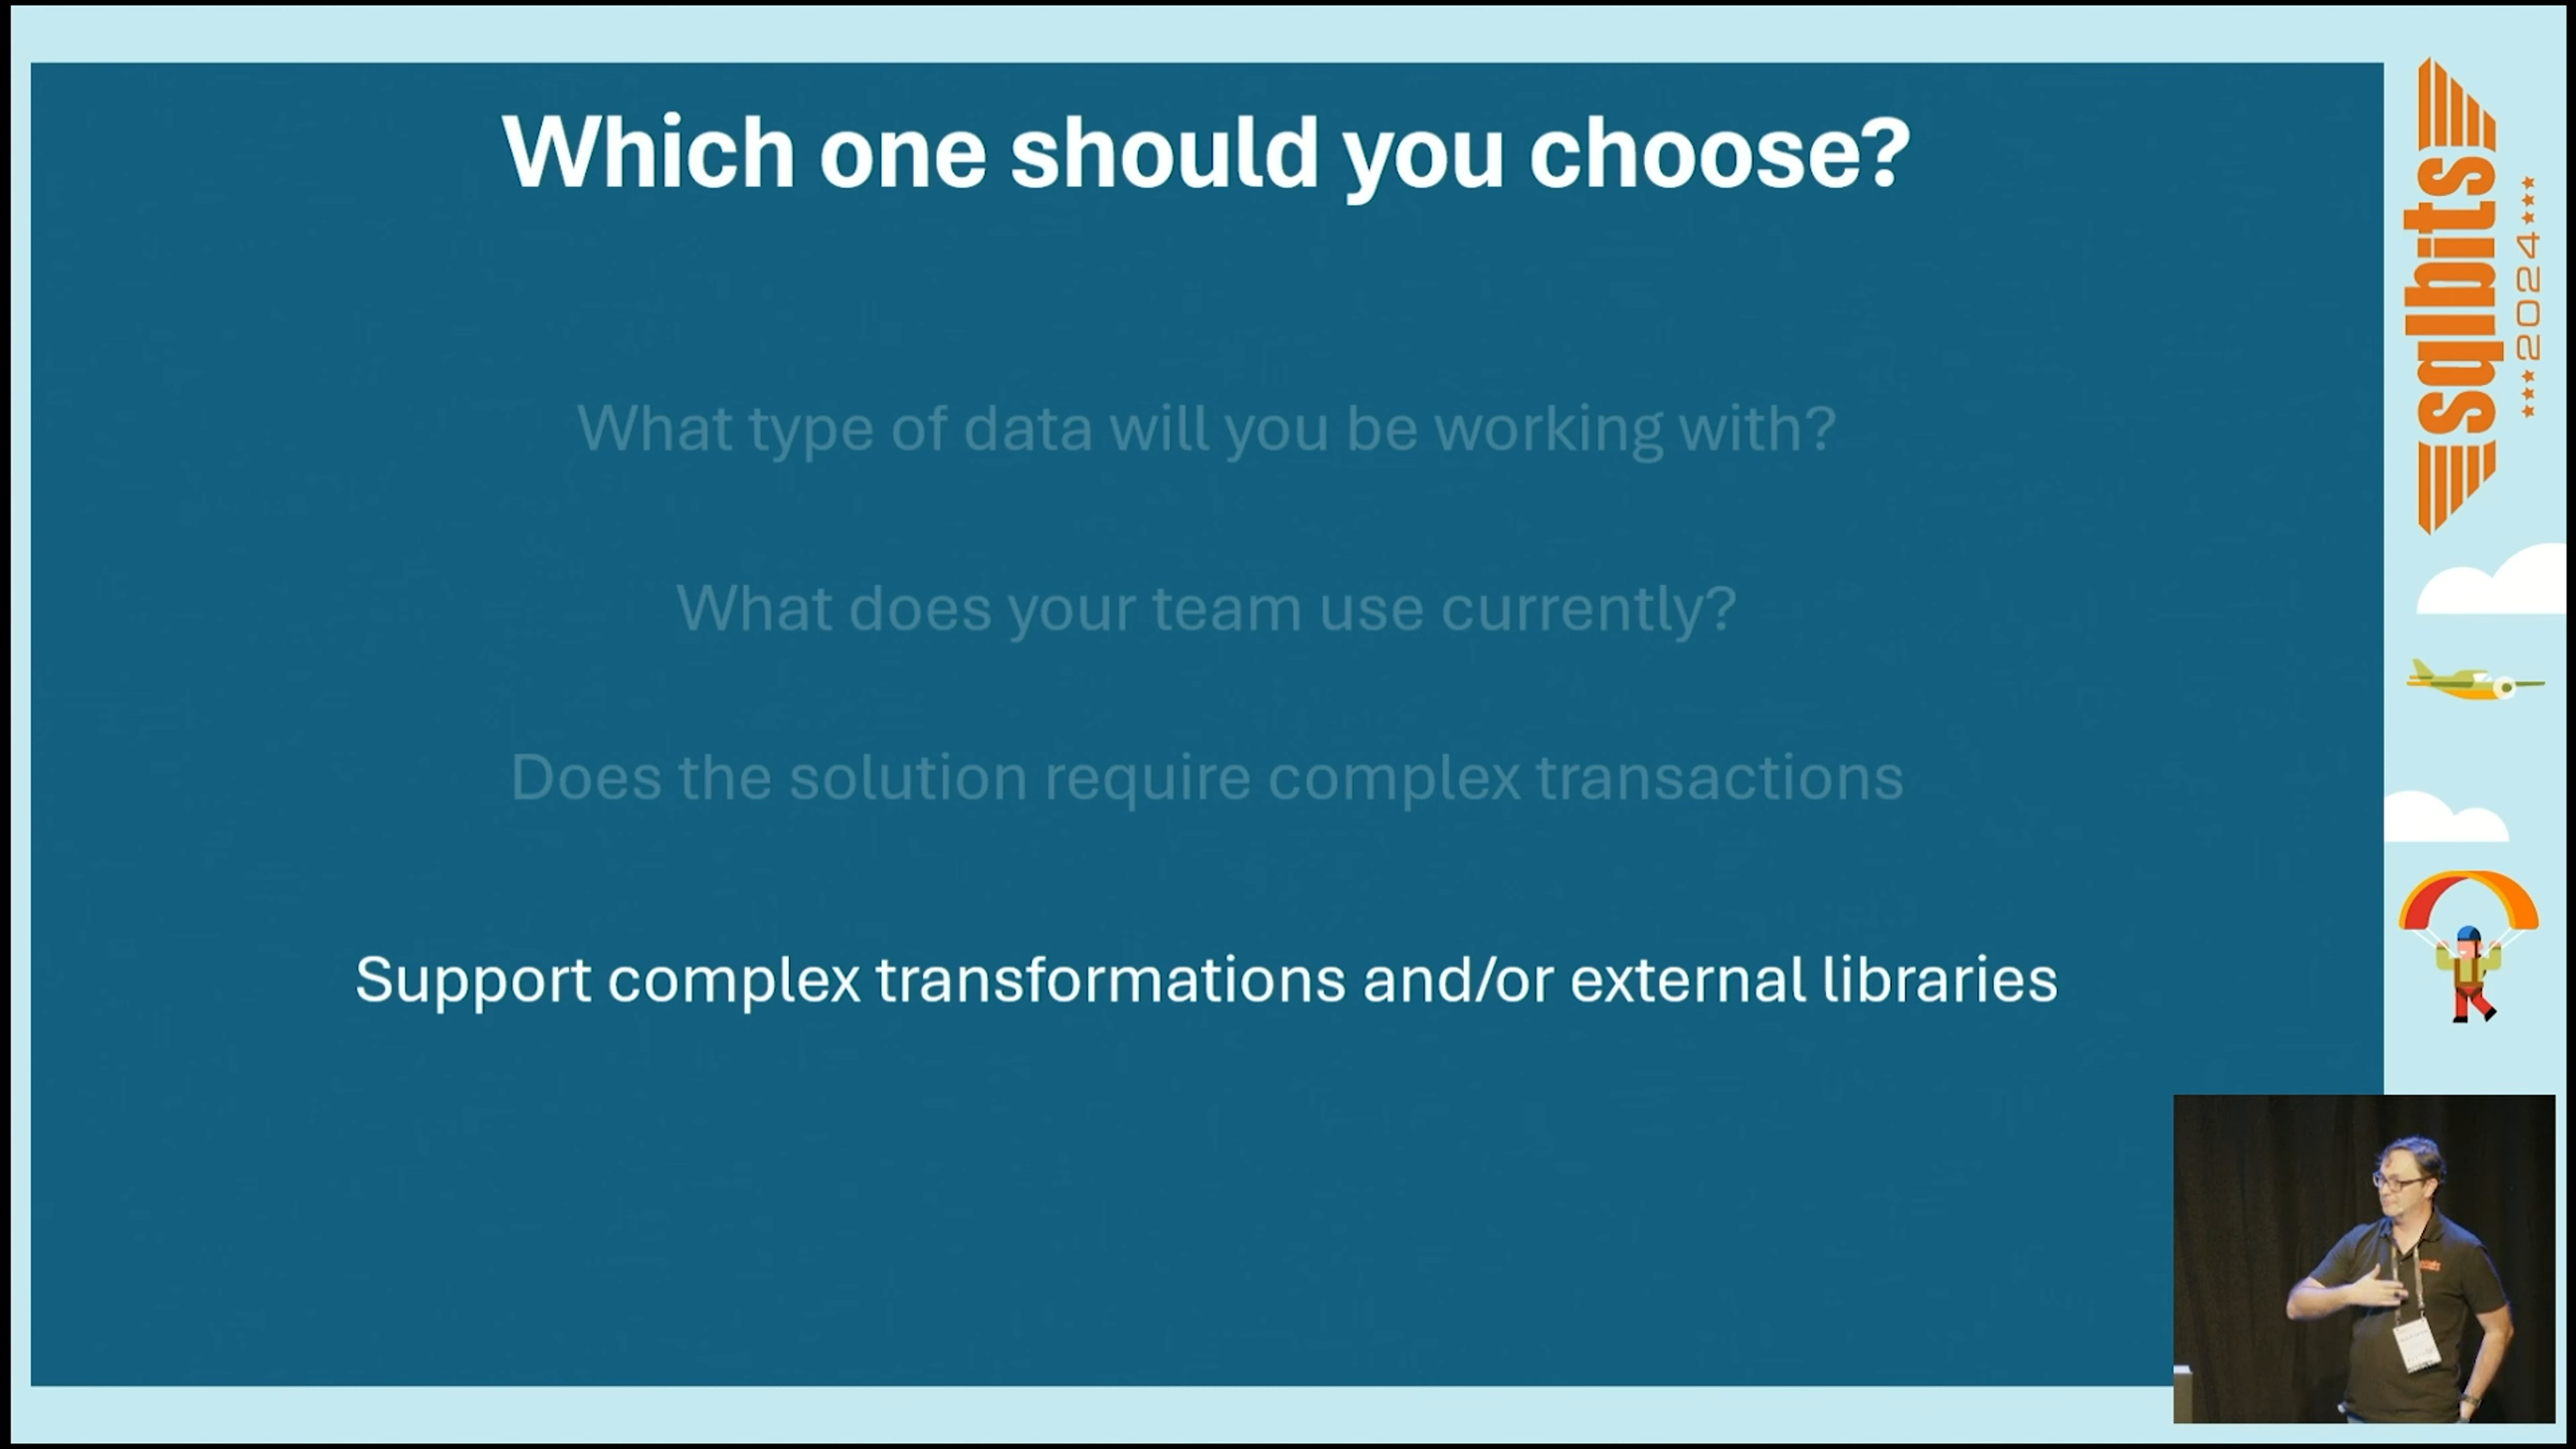 Which one should you choose?
What type of data will you be working with?
What does your team use currently?
Does the solution require complex transactions
Support complex transformations and/or external libraries
sqlbits
2024